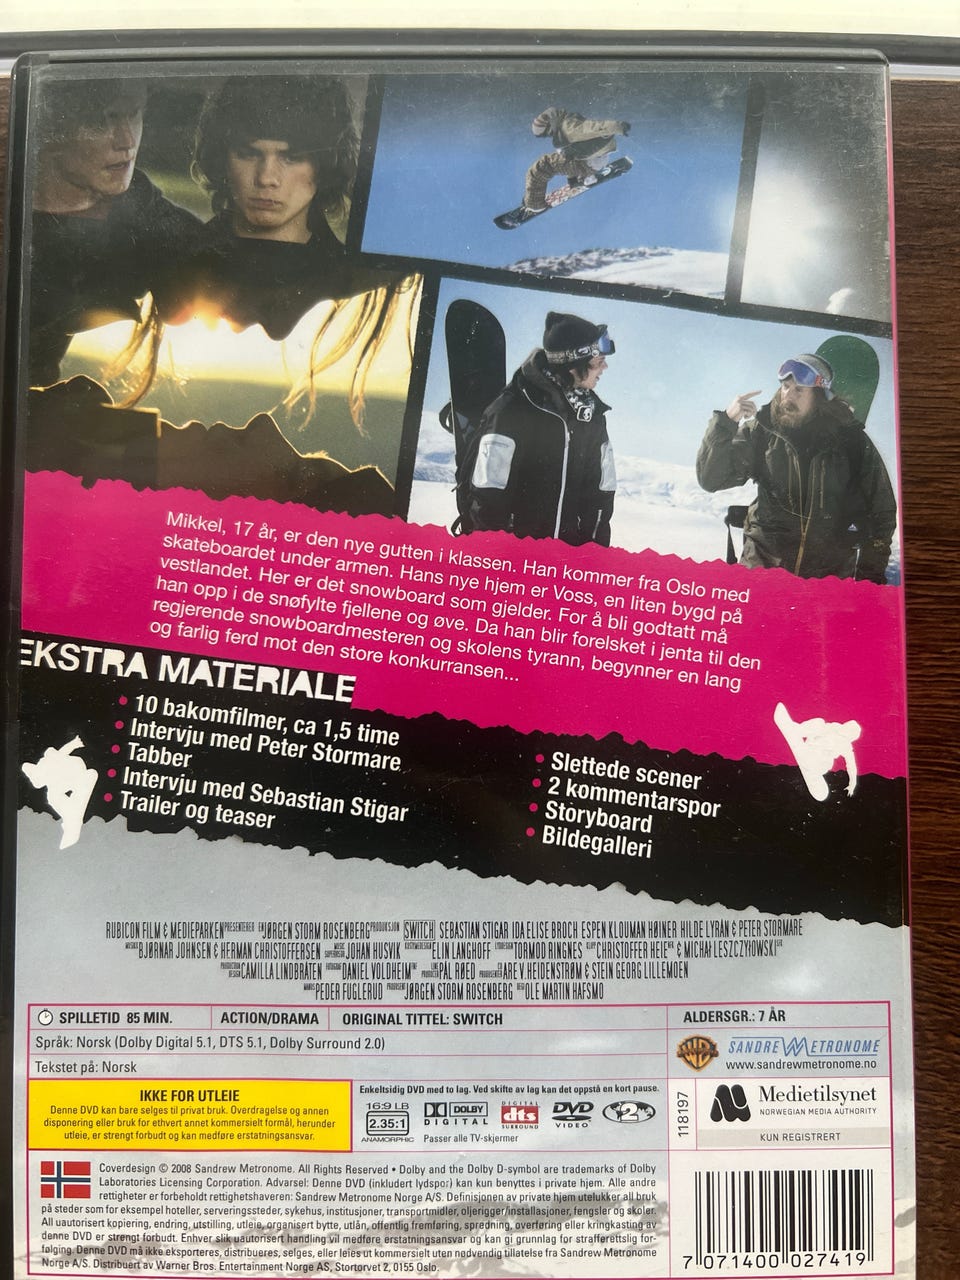 Mikkel, 17 år, er den nye gutten i klassen. Han kommer fra Oslo med
skateboardet under armen. Hans nye hjem er Voss, en liten bygd på
vestlandet. Her er det snowboard som gjelder. For å bli godtatt må
han opp i de snøfylte fjellene og øve. Da han blir forelsket i jenta til den
regjerende snowboardmesteren og skolens tyrann, begynner en lang
og farlig ferd mot den store konkurransen...
EKSTRA MATERIALE
• 10 bakomfilmer, ca 1,5 time
• Intervju med Peter Stormare
• Tabber
• Intervju med Sebastian Stigar
• Trailer og teaser
• Slettede scener
• 2 kommentarspor
• Storyboard
• Bildegalleri
RUBICON FILM & MEDIEPARKEN PRESENTERER EN JØRGEN STORM ROSENBERG PRODUKSJON SWITCH SEBASTIAN STIGAR IDA ELISE BROCH ESPEN KLOUMAN HØINER HILDE LYRÅN & PETER STORMARE
BJØRNAR JOHNSEN & HERMAN CHRISTOFFERSEN JOHAN HUSVIK ELIN LANGHOFF TORMOD RINGNES CHRISTOFFER HEIE & MICHAŁ LESZCZYŁOWSKI
CAMILLA LINDBRÅTEN DANIEL VOLDHEIM PÅL RØED ARE V. HEIDENSTRØM & STEIN GEORG LILLEMOEN
PEDER FUGLERUD JØRGEN STORM ROSENBERG OLE MARTIN HAFSMO
SPILLETID 85 MIN. ACTION/DRAMA ORIGINAL TITTEL: SWITCH ALDERSGR.: 7 ÅR
Språk: Norsk (Dolby Digital 5.1, DTS 5.1, Dolby Surround 2.0)
Tekstet på: Norsk
WB SANDREW METRONOME
www.sandrewmetronome.no
IKKE FOR UTLEIE
Denne DVD kan bare selges til privat bruk. Overdragelse og annen
disponering eller bruk for ethvert annet kommersielt formål, herunder
utleie, er strengt forbudt og kan medføre erstatningsansvar.
Enkeltsidig DVD med to lag. Ved skifte av lag kan det oppstå en kort pause.
16:9 LB
2.35:1
ANAMORPHIC
DOLBY
DIGITAL
DIGITAL
dts
SURROUND
DVD
VIDEO
2
Passer alle TV-skjermer
118197
Medietilsynet
NORWEGIAN MEDIA AUTHORITY
KUN REGISTRERT
Coverdesign © 2008 Sandrew Metronome. All Rights Reserved • Dolby and the Dolby D-symbol are trademarks of Dolby
Laboratories Licensing Corporation. Advarsel: Denne DVD (inkludert lydspor) kan kun benyttes i private hjem. Alle andre
rettigheter er forbeholdt rettighetshaveren: Sandrew Metronome Norge A/S. Definisjonen av private hjem utelukker all bruk
på steder som for eksempel hoteller, serveringssteder, sykehus, institusjoner, transportmidler, oljerigger/installasjoner, fengsler og skoler.
All uautorisert kopiering, endring, utstilling, utleie, organisert bytte, utlån, offentlig fremføring, spredning, overføring eller kringkasting av
denne DVD er strengt forbudt. Enhver slik uautorisert handling vil medføre erstatningsansvar og kan gi grunnlag for strafferettslig for-
følging. Denne DVD må ikke eksporteres, distribueres, selges, eller leies ut kommersielt uten nødvendig tillatelse fra Sandrew Metronome
Norge A/S. Distribuert av Warner Bros. Entertainment Norge AS, Stortorvet 2, 0155 Oslo.
7 071400 027419